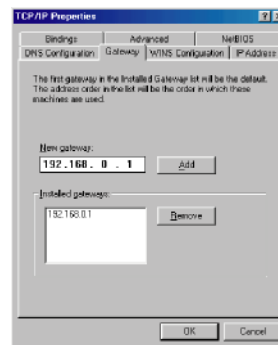 TCP/IP Properties
Bindings Advanced NetBIOS
DNS Configuration Gateway WINS Configuration IP Address
The first gateway in the Installed Gateway list will be the default.
The address order in the list will be the order in which these
machines are used.
New gateway:
192.168. 0 . 1 Add
Installed gateways:
192.168.0.1 Remove
OK Cancel